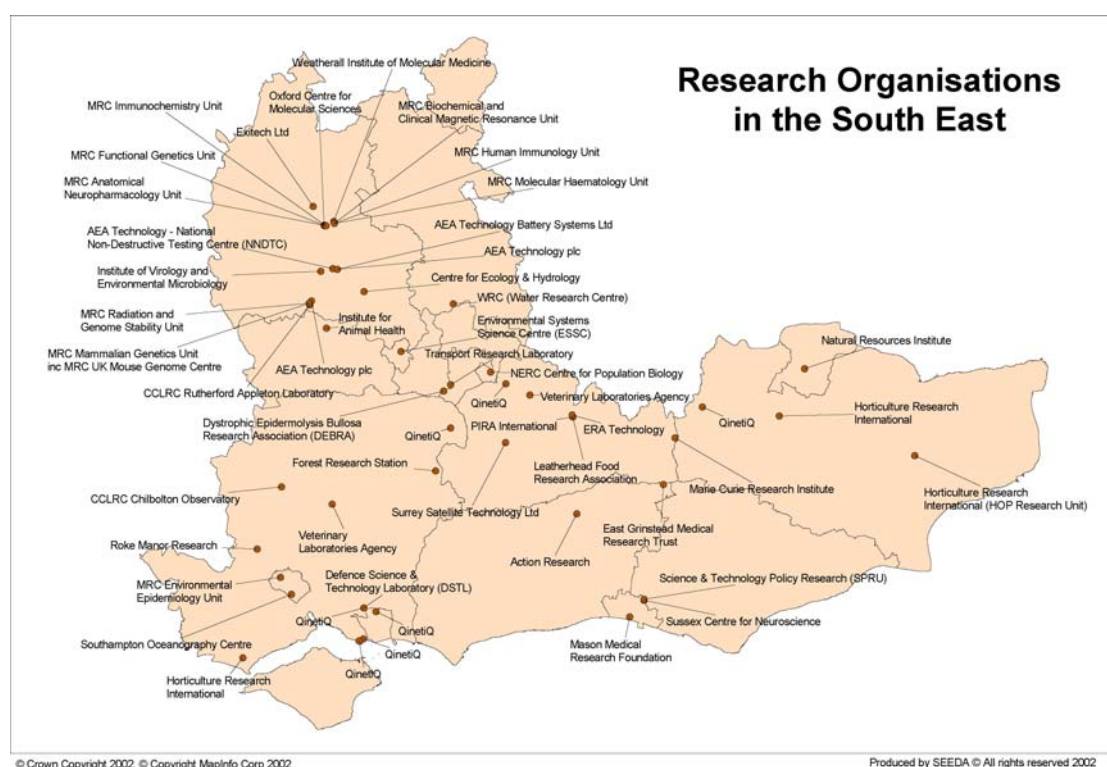 Research Organisations
in the South East
Weatherall Institute of Molecular Medicine
Oxford Centre for
Molecular Sciences
MRC Immunochemistry Unit
MRC Biochemical and
Clinical Magnetic Resonance Unit
Exitech Ltd
MRC Functional Genetics Unit
MRC Human Immunology Unit
MRC Anatomical
Neuropharmacology Unit
MRC Molecular Haematology Unit
AEA Technology - National
Non-Destructive Testing Centre (NNDTC)
AEA Technology Battery Systems Ltd
AEA Technology plc
Institute of Virology and
Environmental Microbiology
Centre for Ecology & Hydrology
WRC (Water Research Centre)
MRC Radiation and
Genome Stability Unit
Institute for
Animal Health
Environmental Systems
Science Centre (ESSC)
Natural Resources Institute
MRC Mammalian Genetics Unit
inc MRC UK Mouse Genome Centre
Transport Research Laboratory
AEA Technology plc
NERC Centre for Population Biology
CCLRC Rutherford Appleton Laboratory
QinetiQ
Veterinary Laboratories Agency
Dystrophic Epidermolysis Bullosa
Research Association (DEBRA)
QinetiQ
PIRA International
ERA Technology
QinetiQ
Horticulture Research
International
Forest Research Station
Leatherhead Food
Research Association
Marie Curie Research Institute
CCLRC Chilbolton Observatory
Surrey Satellite Technology Ltd
Horticulture Research
International (HOP Research Unit)
East Grinstead Medical
Research Trust
Roke Manor Research
Veterinary
Laboratories Agency
Action Research
MRC Environmental
Epidemiology Unit
Defence Science &
Technology Laboratory (DSTL)
Science & Technology Policy Research (SPRU)
QinetiQ
QinetiQ
Sussex Centre for Neuroscience
Southampton Oceanography Centre
QinetiQ
Mason Medical
Research Foundation
Horticulture Research
International
QinetiQ
© Crown Copyright 2002 © Copyright MapInfo Corp 2002
Produced by SEEDA © All rights reserved 2002